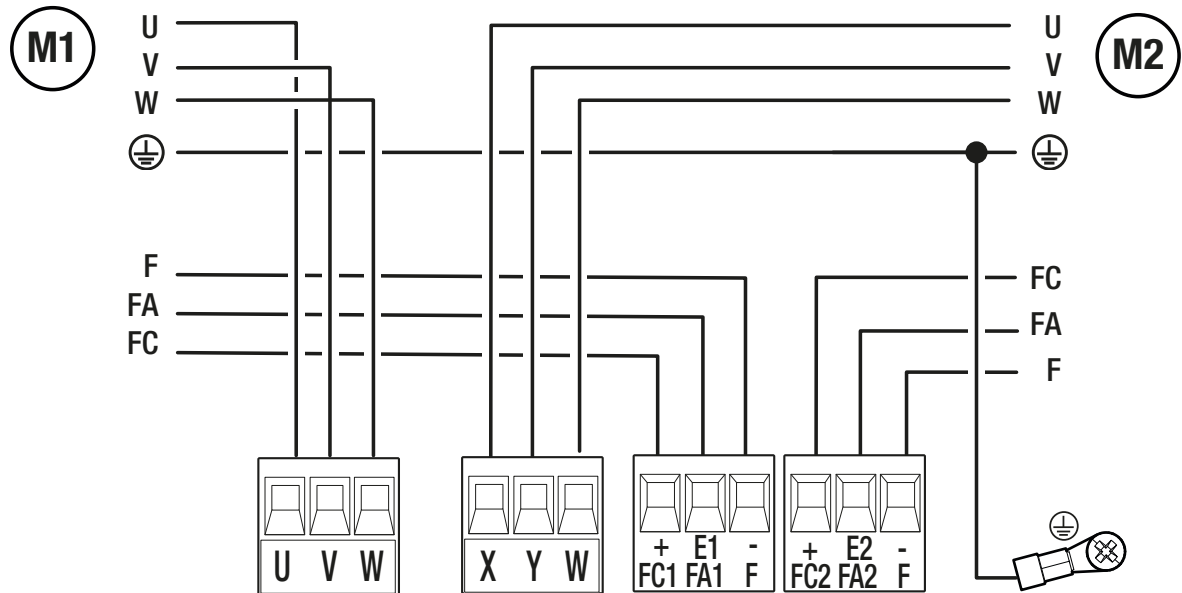 M1
U
V
W
F
FA
FC
U
V
W
M2
FC
FA
F
U V W
X Y W
+ E1 -
FC1 FA1 F
+ E2 -
FC2 FA2 F